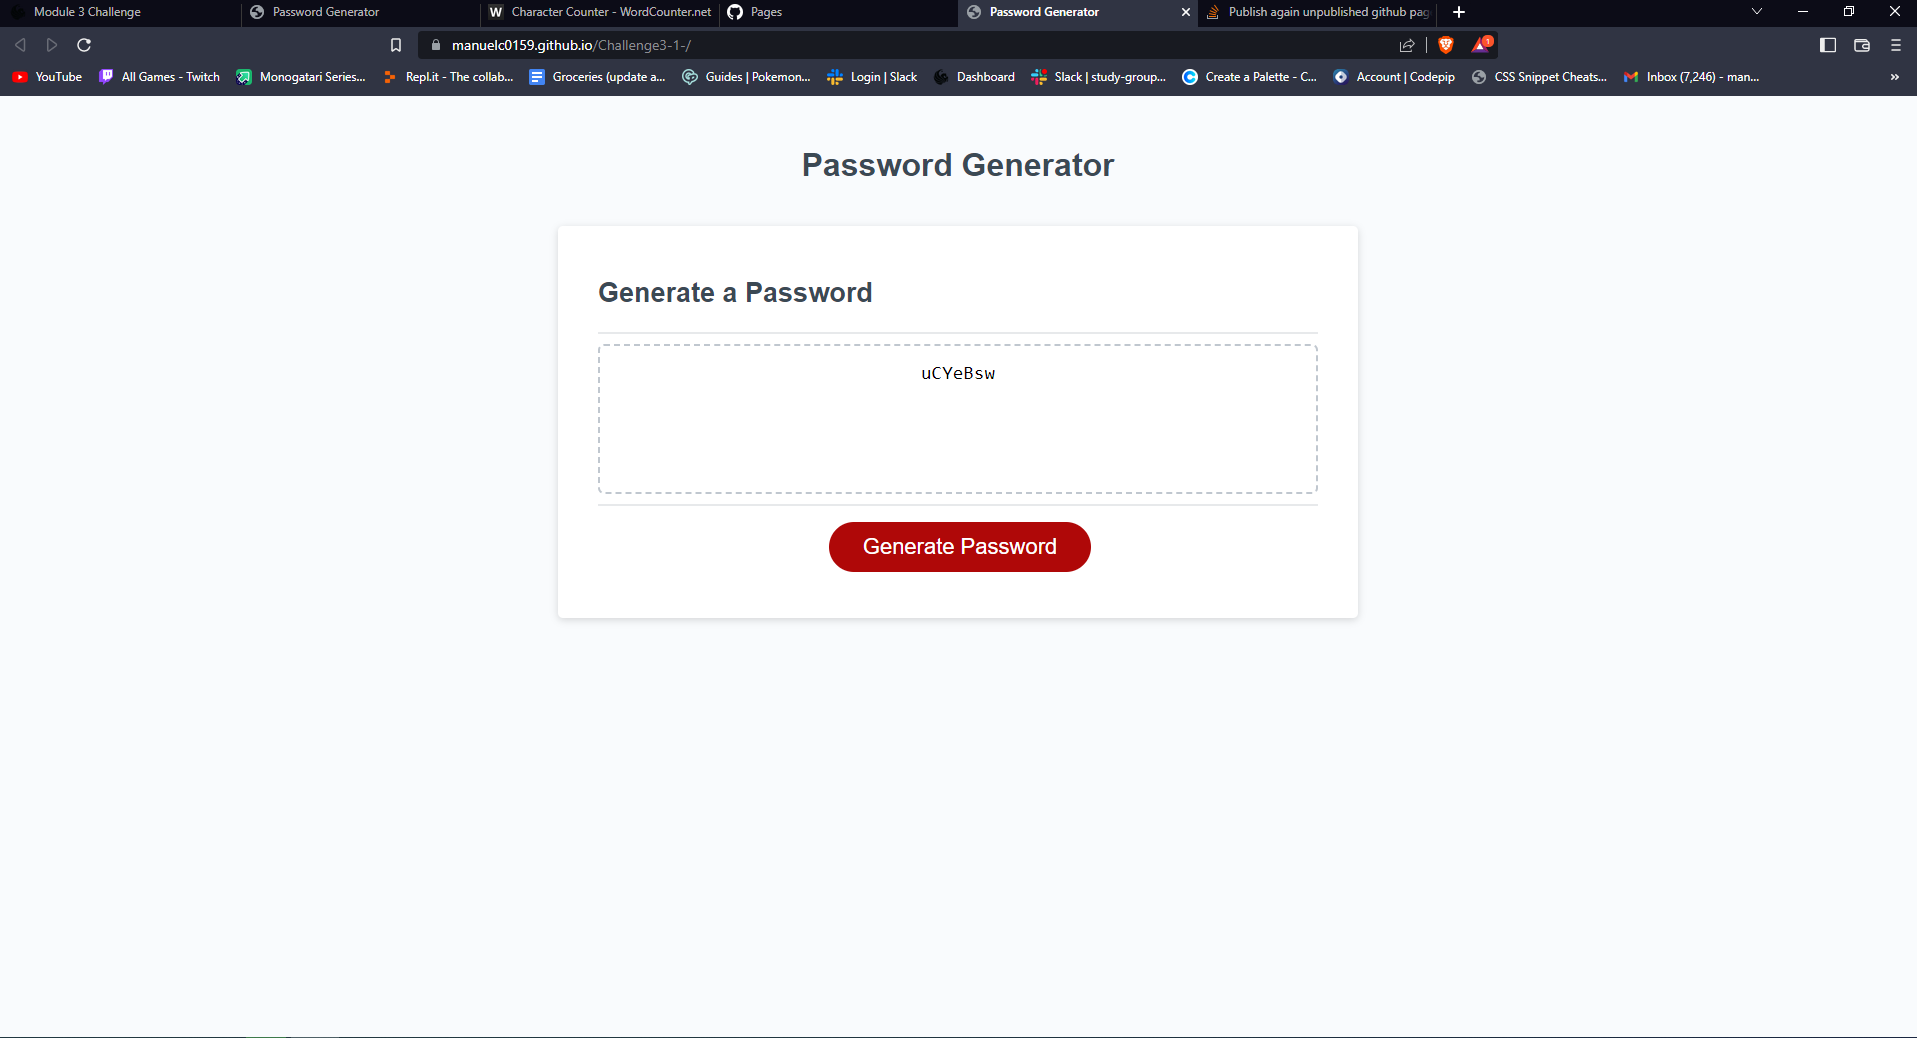 Module 3 Challenge
Password Generator
W Character Counter - WordCounter.net
Pages
Password Generator
Publish again unpublished github pag
manuelc0159.github.io/Challenge3-1-/
1
YouTube
All Games - Twitch
Monogatari Series...
Repl.it - The collab...
Groceries (update a...
Guides | Pokemon...
Login | Slack
Dashboard
Slack | study-group...
Create a Palette - C...
Account | Codepip
CSS Snippet Cheats...
Inbox (7,246) - man...
»
Password Generator
Generate a Password
uCYeBsw
Generate Password